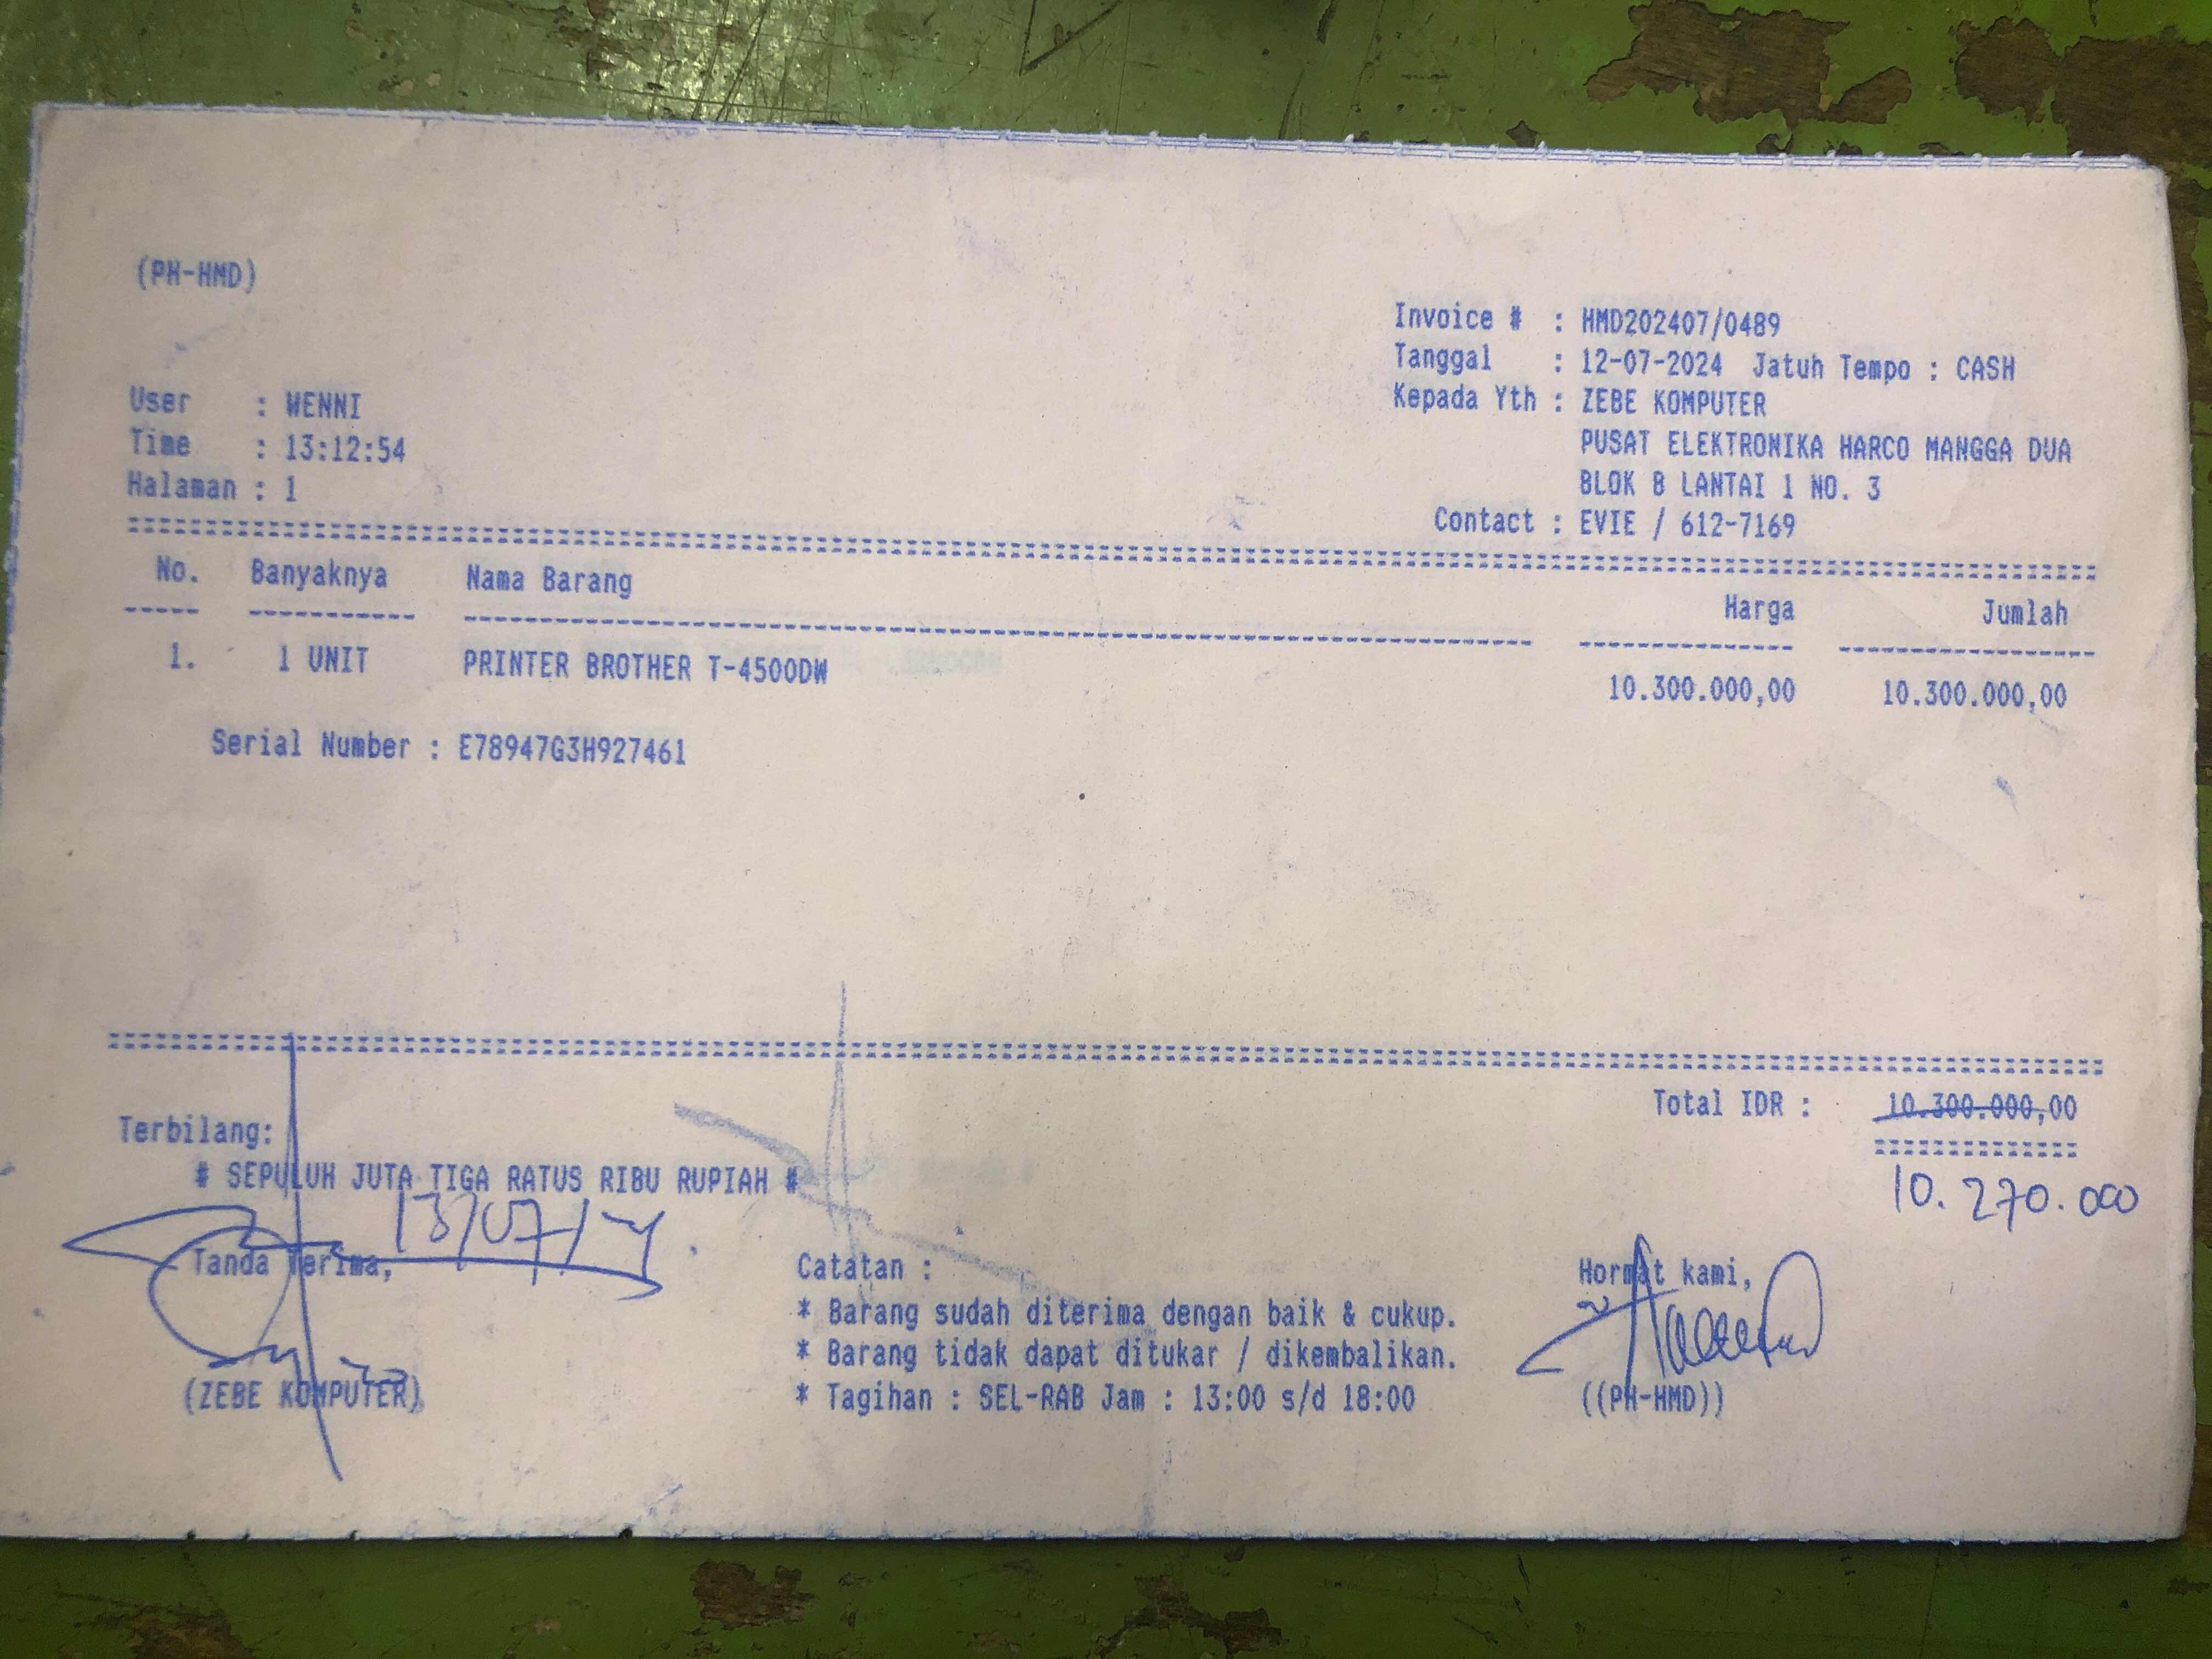 (PH-HMD)
Invoice # : HMD202407/0489
Tanggal : 12-07-2024 Jatuh Tempo : CASH
Kepada Yth : ZEBE KOMPUTER
PUSAT ELEKTRONIKA HARCO MANGGA DUA
BLOK B LANTAI 1 NO. 3
Contact : EVIE / 612-7169
User : WENNI
Time : 13:12:54
Halaman : 1
No. Banyaknya Nama Barang Harga Jumlah
1. 1 UNIT PRINTER BROTHER T-4500DW 10.300.000,00 10.300.000,00
Serial Number : E78947G3H927461
Total IDR : 10.300.000,00
10.270.000
Terbilang:
# SEPULUH JUTA TIGA RATUS RIBU RUPIAH #
Tanda Terima,
(ZEBE KOMPUTER)
Catatan :
* Barang sudah diterima dengan baik & cukup.
* Barang tidak dapat ditukar / dikembalikan.
* Tagihan : SEL-RAB Jam : 13:00 s/d 18:00
Hormat kami,
((PH-HMD))